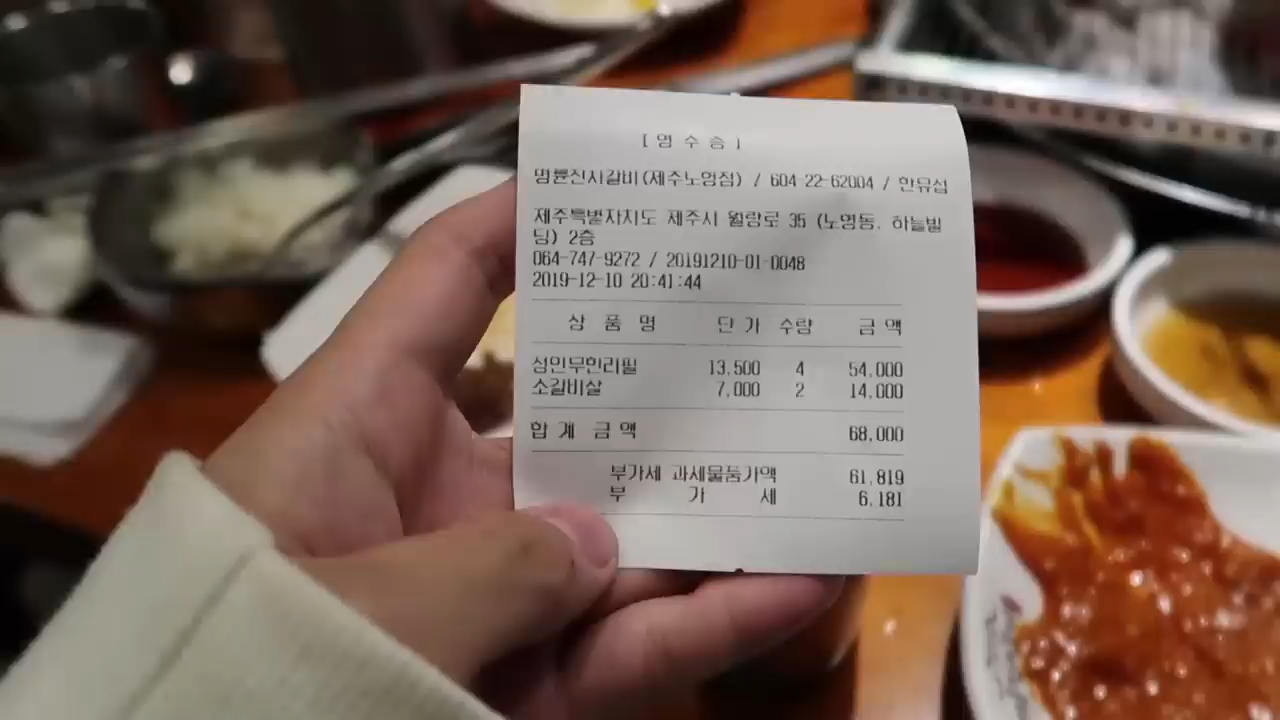 [ 영 수 증 ]
명륜진사갈비(제주노형점) / 604-22-62004 / 한뮤섭
제주특별자치도 제주시 월랑로 35 (노형동, 하늘빌
딩) 2층
064-747-9272 / 20191210-01-0048
2019-12-10 20:41:44
상 품 명 단 가 수량 금 액
성인무한리필 13,500 4 54,000
소갈비살 7,000 2 14,000
합 계 금 액 68,000
부가세 과세물품가액 61,819
부 가 세 6,181